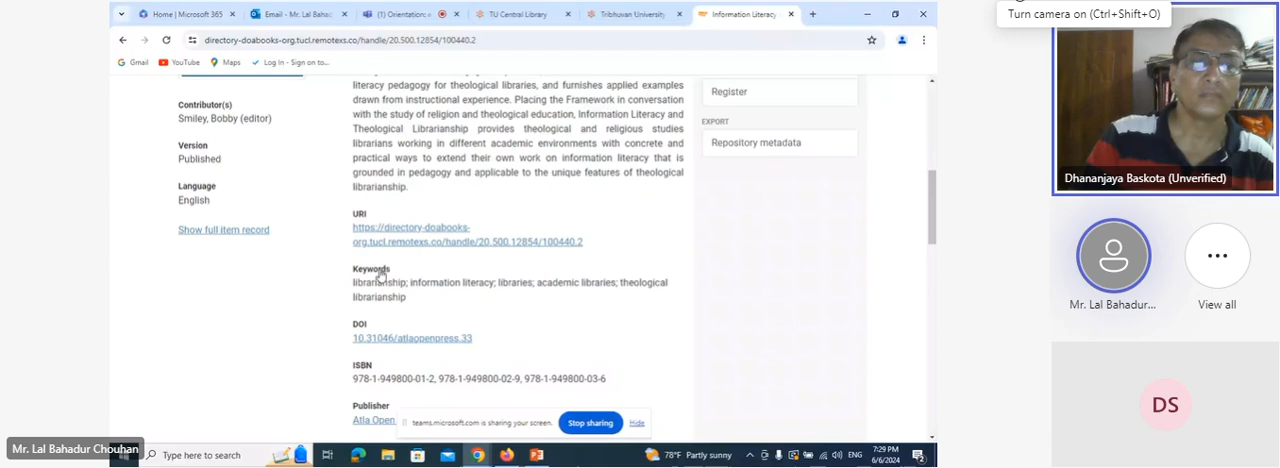 Home | Microsoft 365
Email - Mr. Lal Bahad
(1) Orientation: e
TU Central Library
Tribhuvan University
Information Literacy
Turn camera on (Ctrl+Shift+O)
directory-doabooks-org.tucl.remotexs.co/handle/20.500.12854/100440.2
Gmail
YouTube
Maps
Log In - Sign on to...
literacy pedagogy for theological libraries, and furnishes applied examples
drawn from instructional experience. Placing the Framework in conversation
with the study of religion and theological education, Information Literacy and
Theological Librarianship provides theological and religious studies
librarians working in different academic environments with concrete and
practical ways to extend their own work on information literacy that is
grounded in pedagogy and applicable to the unique features of theological
librarianship.
Contributor(s)
Smiley, Bobby (editor)
Version
Published
Language
English
Show full item record
URI
https://directory-doabooks-
org.tucl.remotexs.co/handle/20.500.12854/100440.2
Keywords
librarianship; information literacy; libraries; academic libraries; theological
librarianship
DOI
10.31046/atlaopenpress.33
ISBN
978-1-949800-01-2, 978-1-949800-02-9, 978-1-949800-03-6
Publisher
Atla Open
Register
EXPORT
Repository metadata
teams.microsoft.com is sharing your screen.
Stop sharing
Hide
Dhananjaya Baskota (Unverified)
Mr. Lal Bahadur...
View all
DS
Mr. Lal Bahadur Chouhan
Type here to search
78°F Partly sunny
ENG
7:29 PM
6/6/2024
2